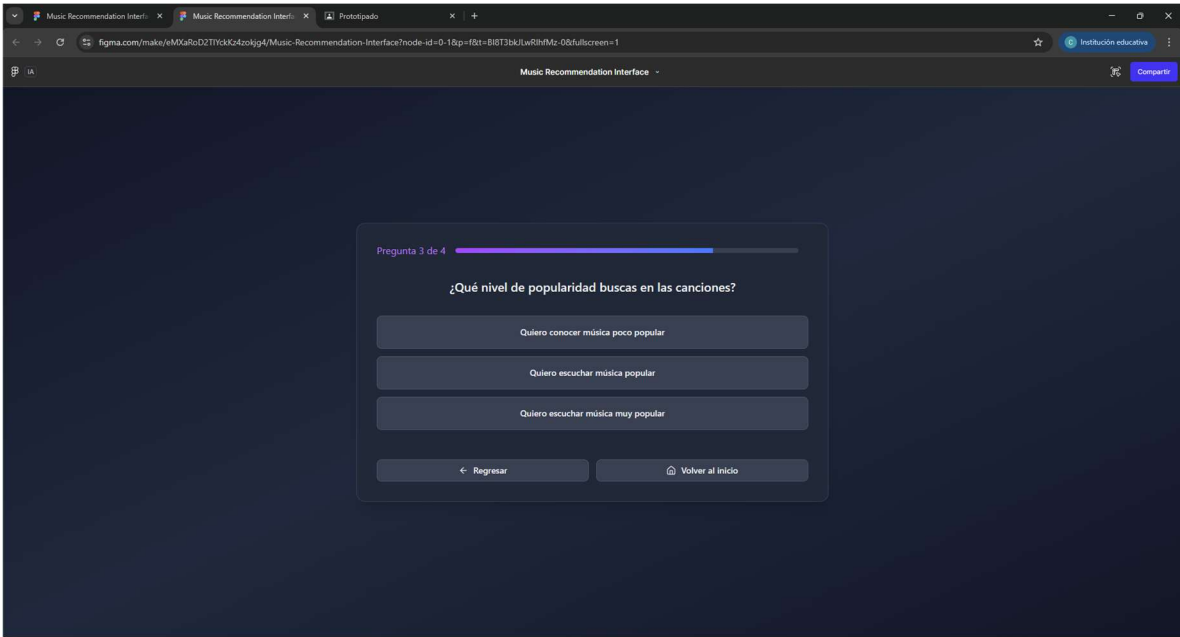 Music Recommendation Interfa
Music Recommendation Interfa
Prototipado
figma.com/make/eMXaRoD2TlYckKz4zokjg4/Music-Recommendation-Interface?node-id=0-1&p=f&t=BI8T3bkJLwRlhfMz-0&fullscreen=1
C Institución educativa
IA
Music Recommendation Interface
Compartir
Pregunta 3 de 4
¿Qué nivel de popularidad buscas en las canciones?
Quiero conocer música poco popular
Quiero escuchar música popular
Quiero escuchar música muy popular
Regresar
Volver al inicio